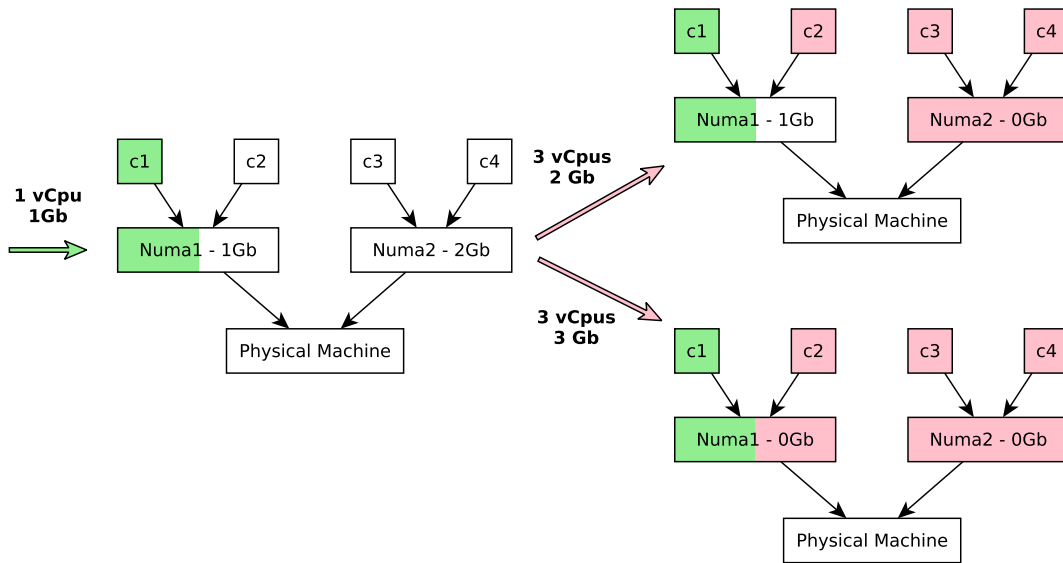 1 vCpu
1Gb
c1
c2
c3
c4
Numa1 - 1Gb
Numa2 - 2Gb
Physical Machine
3 vCpus
2 Gb
c1
c2
c3
c4
Numa1 - 1Gb
Numa2 - 0Gb
Physical Machine
3 vCpus
3 Gb
c1
c2
c3
c4
Numa1 - 0Gb
Numa2 - 0Gb
Physical Machine